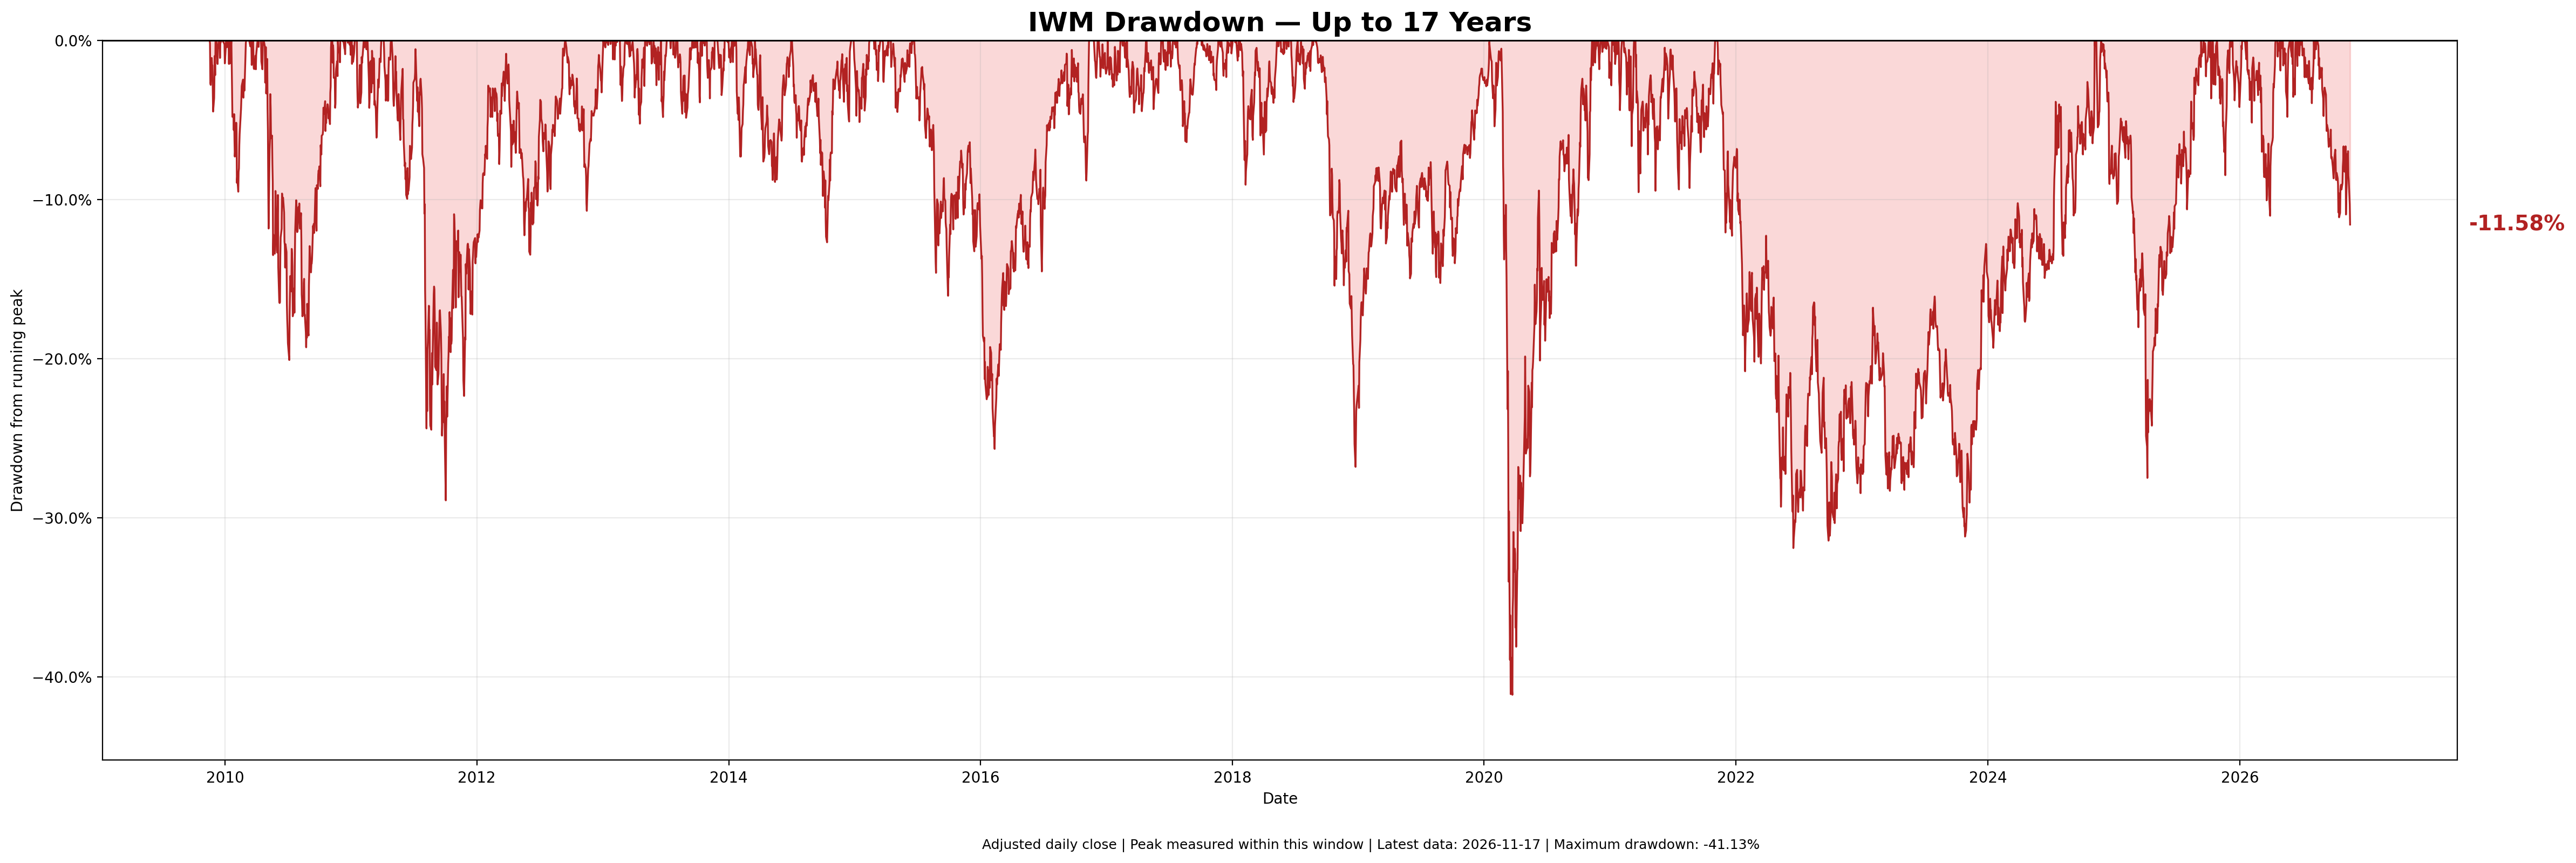 IWM Drawdown — Up to 17 Years
0.0%
−10.0%
−20.0%
−30.0%
−40.0%
Drawdown from running peak
-11.58%
2010 2012 2014 2016 2018 2020 2022 2024 2026
Date
Adjusted daily close | Peak measured within this window | Latest data: 2026-11-17 | Maximum drawdown: -41.13%